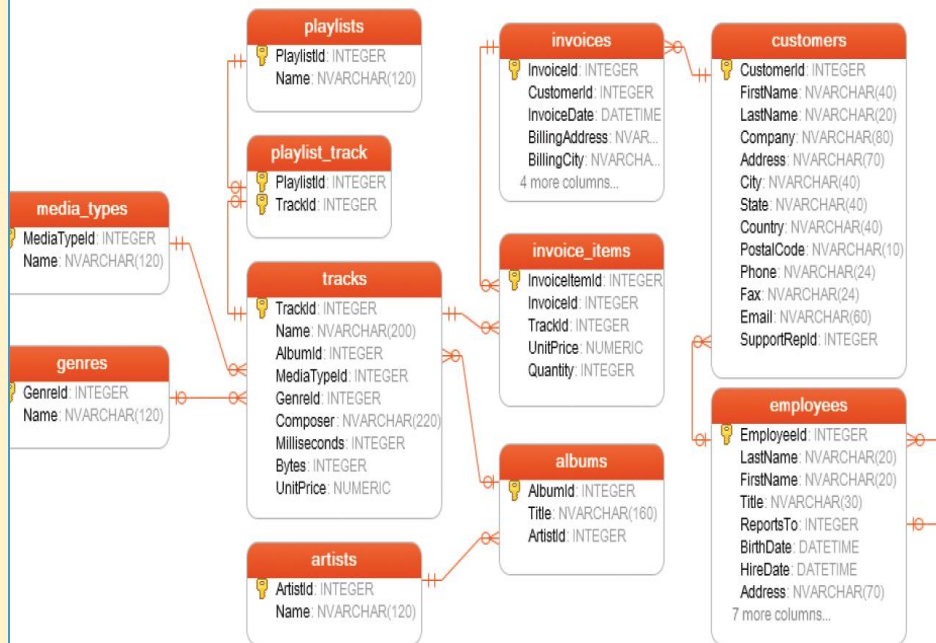 playlists
PlaylistId: INTEGER
Name: NVARCHAR(120)
playlist_track
PlaylistId: INTEGER
TrackId: INTEGER
media_types
MediaTypeId: INTEGER
Name: NVARCHAR(120)
genres
GenreId: INTEGER
Name: NVARCHAR(120)
tracks
TrackId: INTEGER
Name: NVARCHAR(200)
AlbumId: INTEGER
MediaTypeId: INTEGER
GenreId: INTEGER
Composer: NVARCHAR(220)
Milliseconds: INTEGER
Bytes: INTEGER
UnitPrice: NUMERIC
artists
ArtistId: INTEGER
Name: NVARCHAR(120)
invoices
InvoiceId: INTEGER
CustomerId: INTEGER
InvoiceDate: DATETIME
BillingAddress: NVAR...
BillingCity: NVARCHA...
4 more columns...
invoice_items
InvoiceItemId: INTEGER
InvoiceId: INTEGER
TrackId: INTEGER
UnitPrice: NUMERIC
Quantity: INTEGER
albums
AlbumId: INTEGER
Title: NVARCHAR(160)
ArtistId: INTEGER
customers
CustomerId: INTEGER
FirstName: NVARCHAR(40)
LastName: NVARCHAR(20)
Company: NVARCHAR(80)
Address: NVARCHAR(70)
City: NVARCHAR(40)
State: NVARCHAR(40)
Country: NVARCHAR(40)
PostalCode: NVARCHAR(10)
Phone: NVARCHAR(24)
Fax: NVARCHAR(24)
Email: NVARCHAR(60)
SupportRepId: INTEGER
employees
EmployeeId: INTEGER
LastName: NVARCHAR(20)
FirstName: NVARCHAR(20)
Title: NVARCHAR(30)
ReportsTo: INTEGER
BirthDate: DATETIME
HireDate: DATETIME
Address: NVARCHAR(70)
7 more columns...